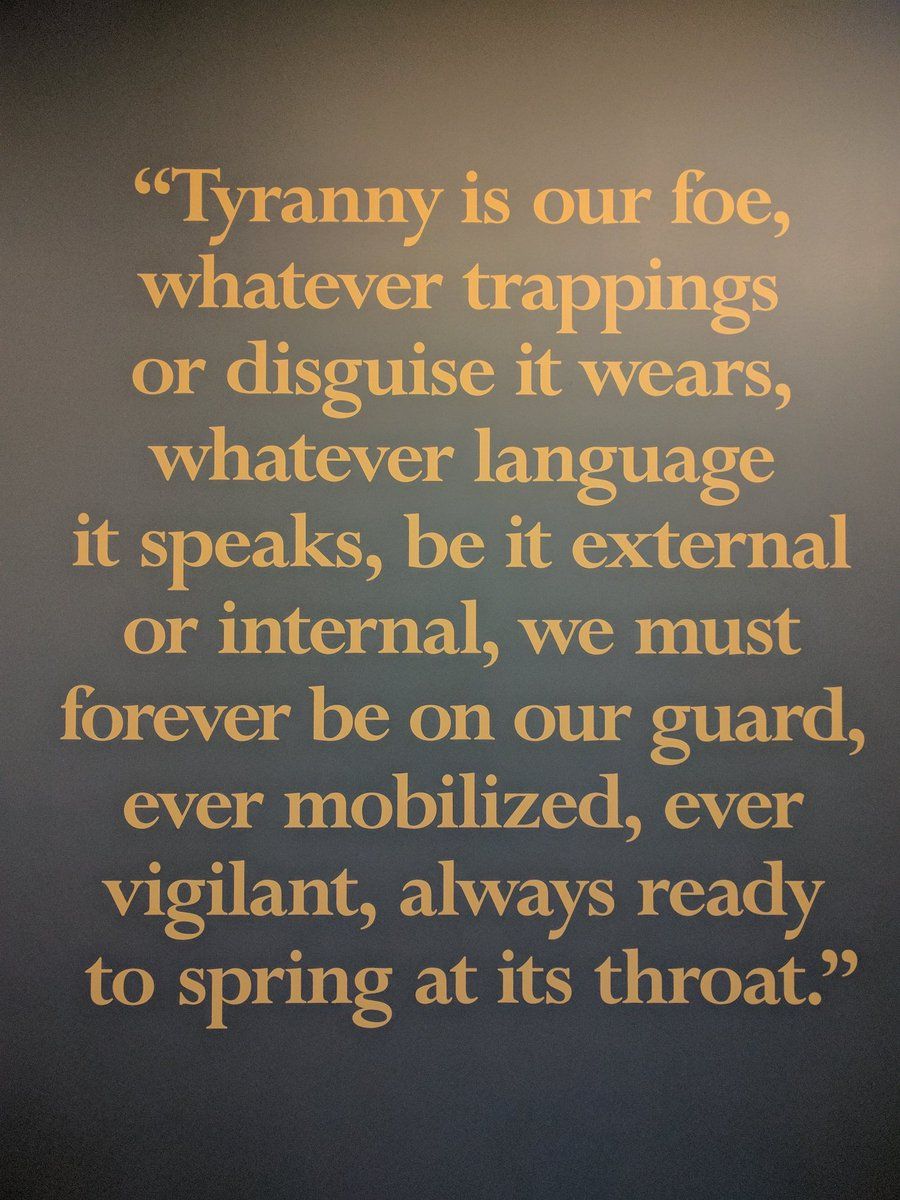 “Tyranny is our foe,
whatever trappings
or disguise it wears,
whatever language
it speaks, be it external
or internal, we must
forever be on our guard,
ever mobilized, ever
vigilant, always ready
to spring at its throat.”